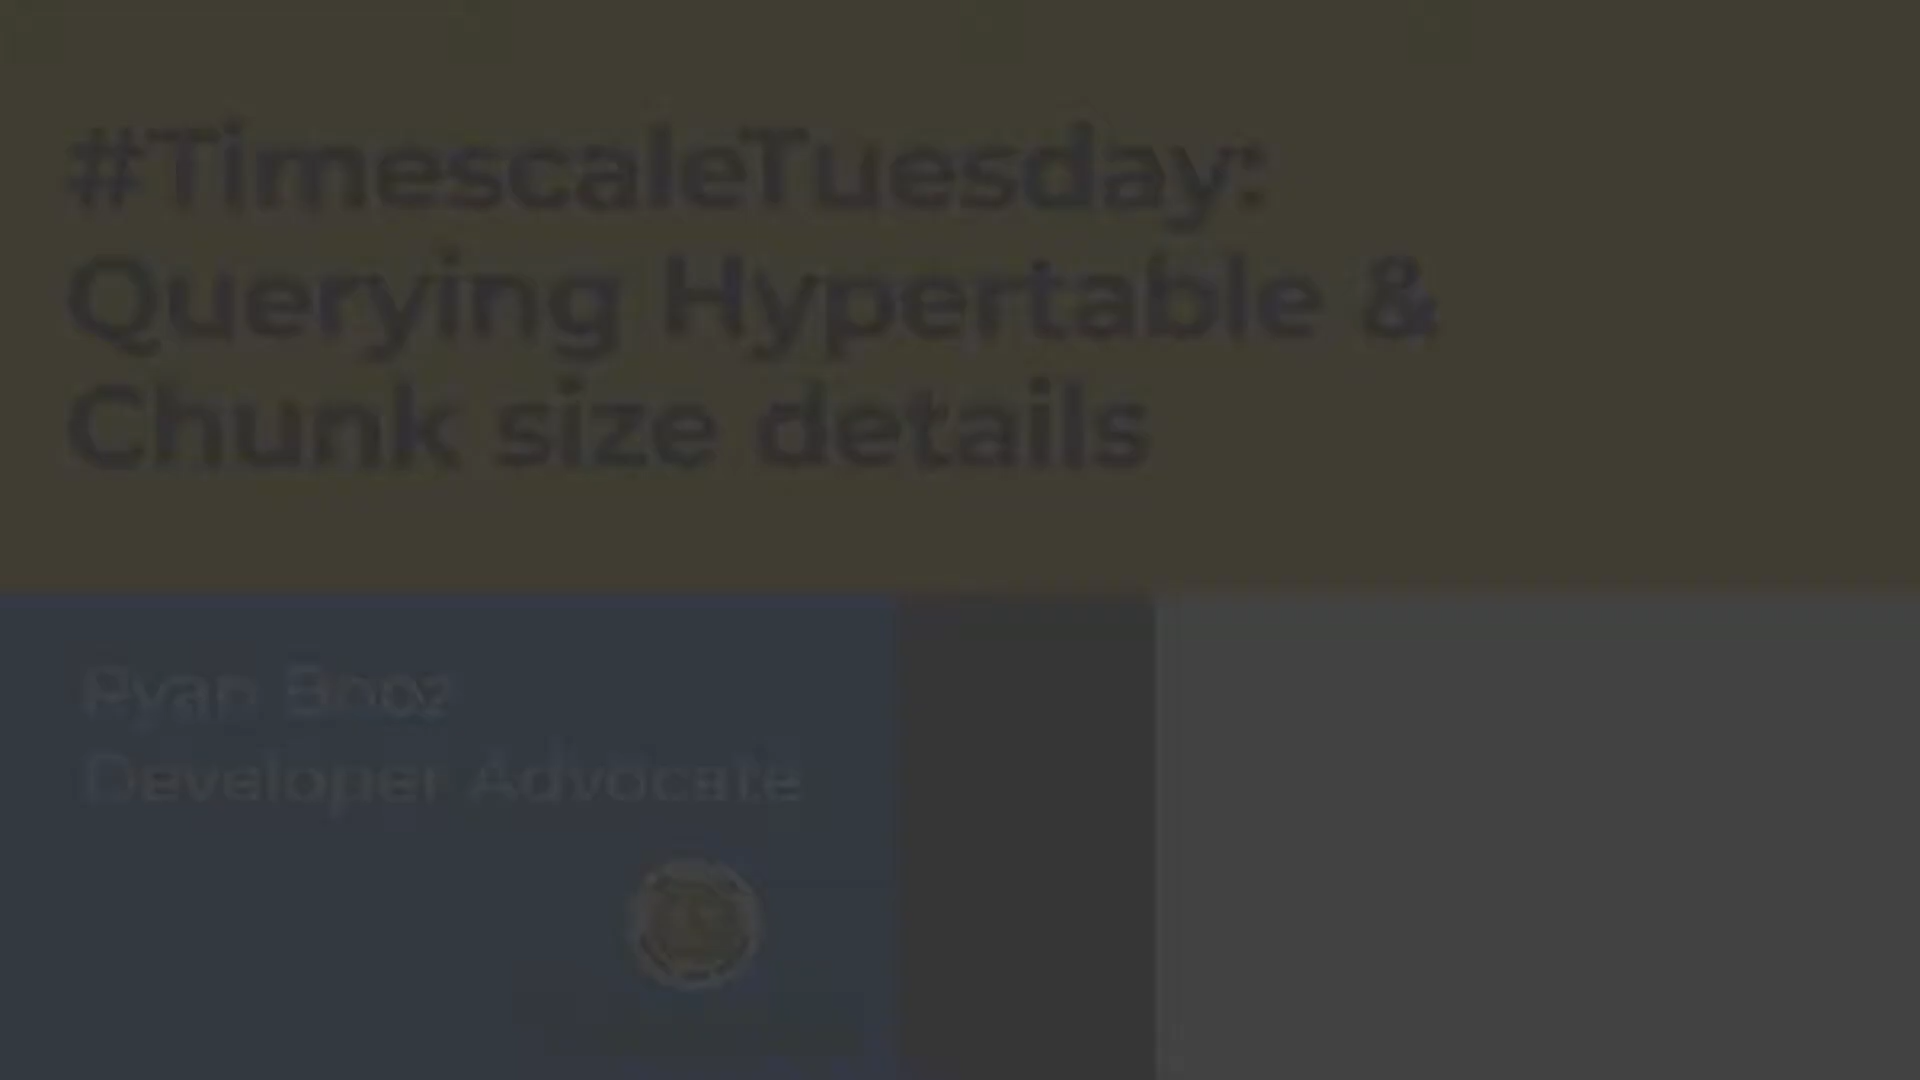 #TimescaleTuesday:
Querying Hypertable &
Chunk size details
Ryan Booz
Developer Advocate